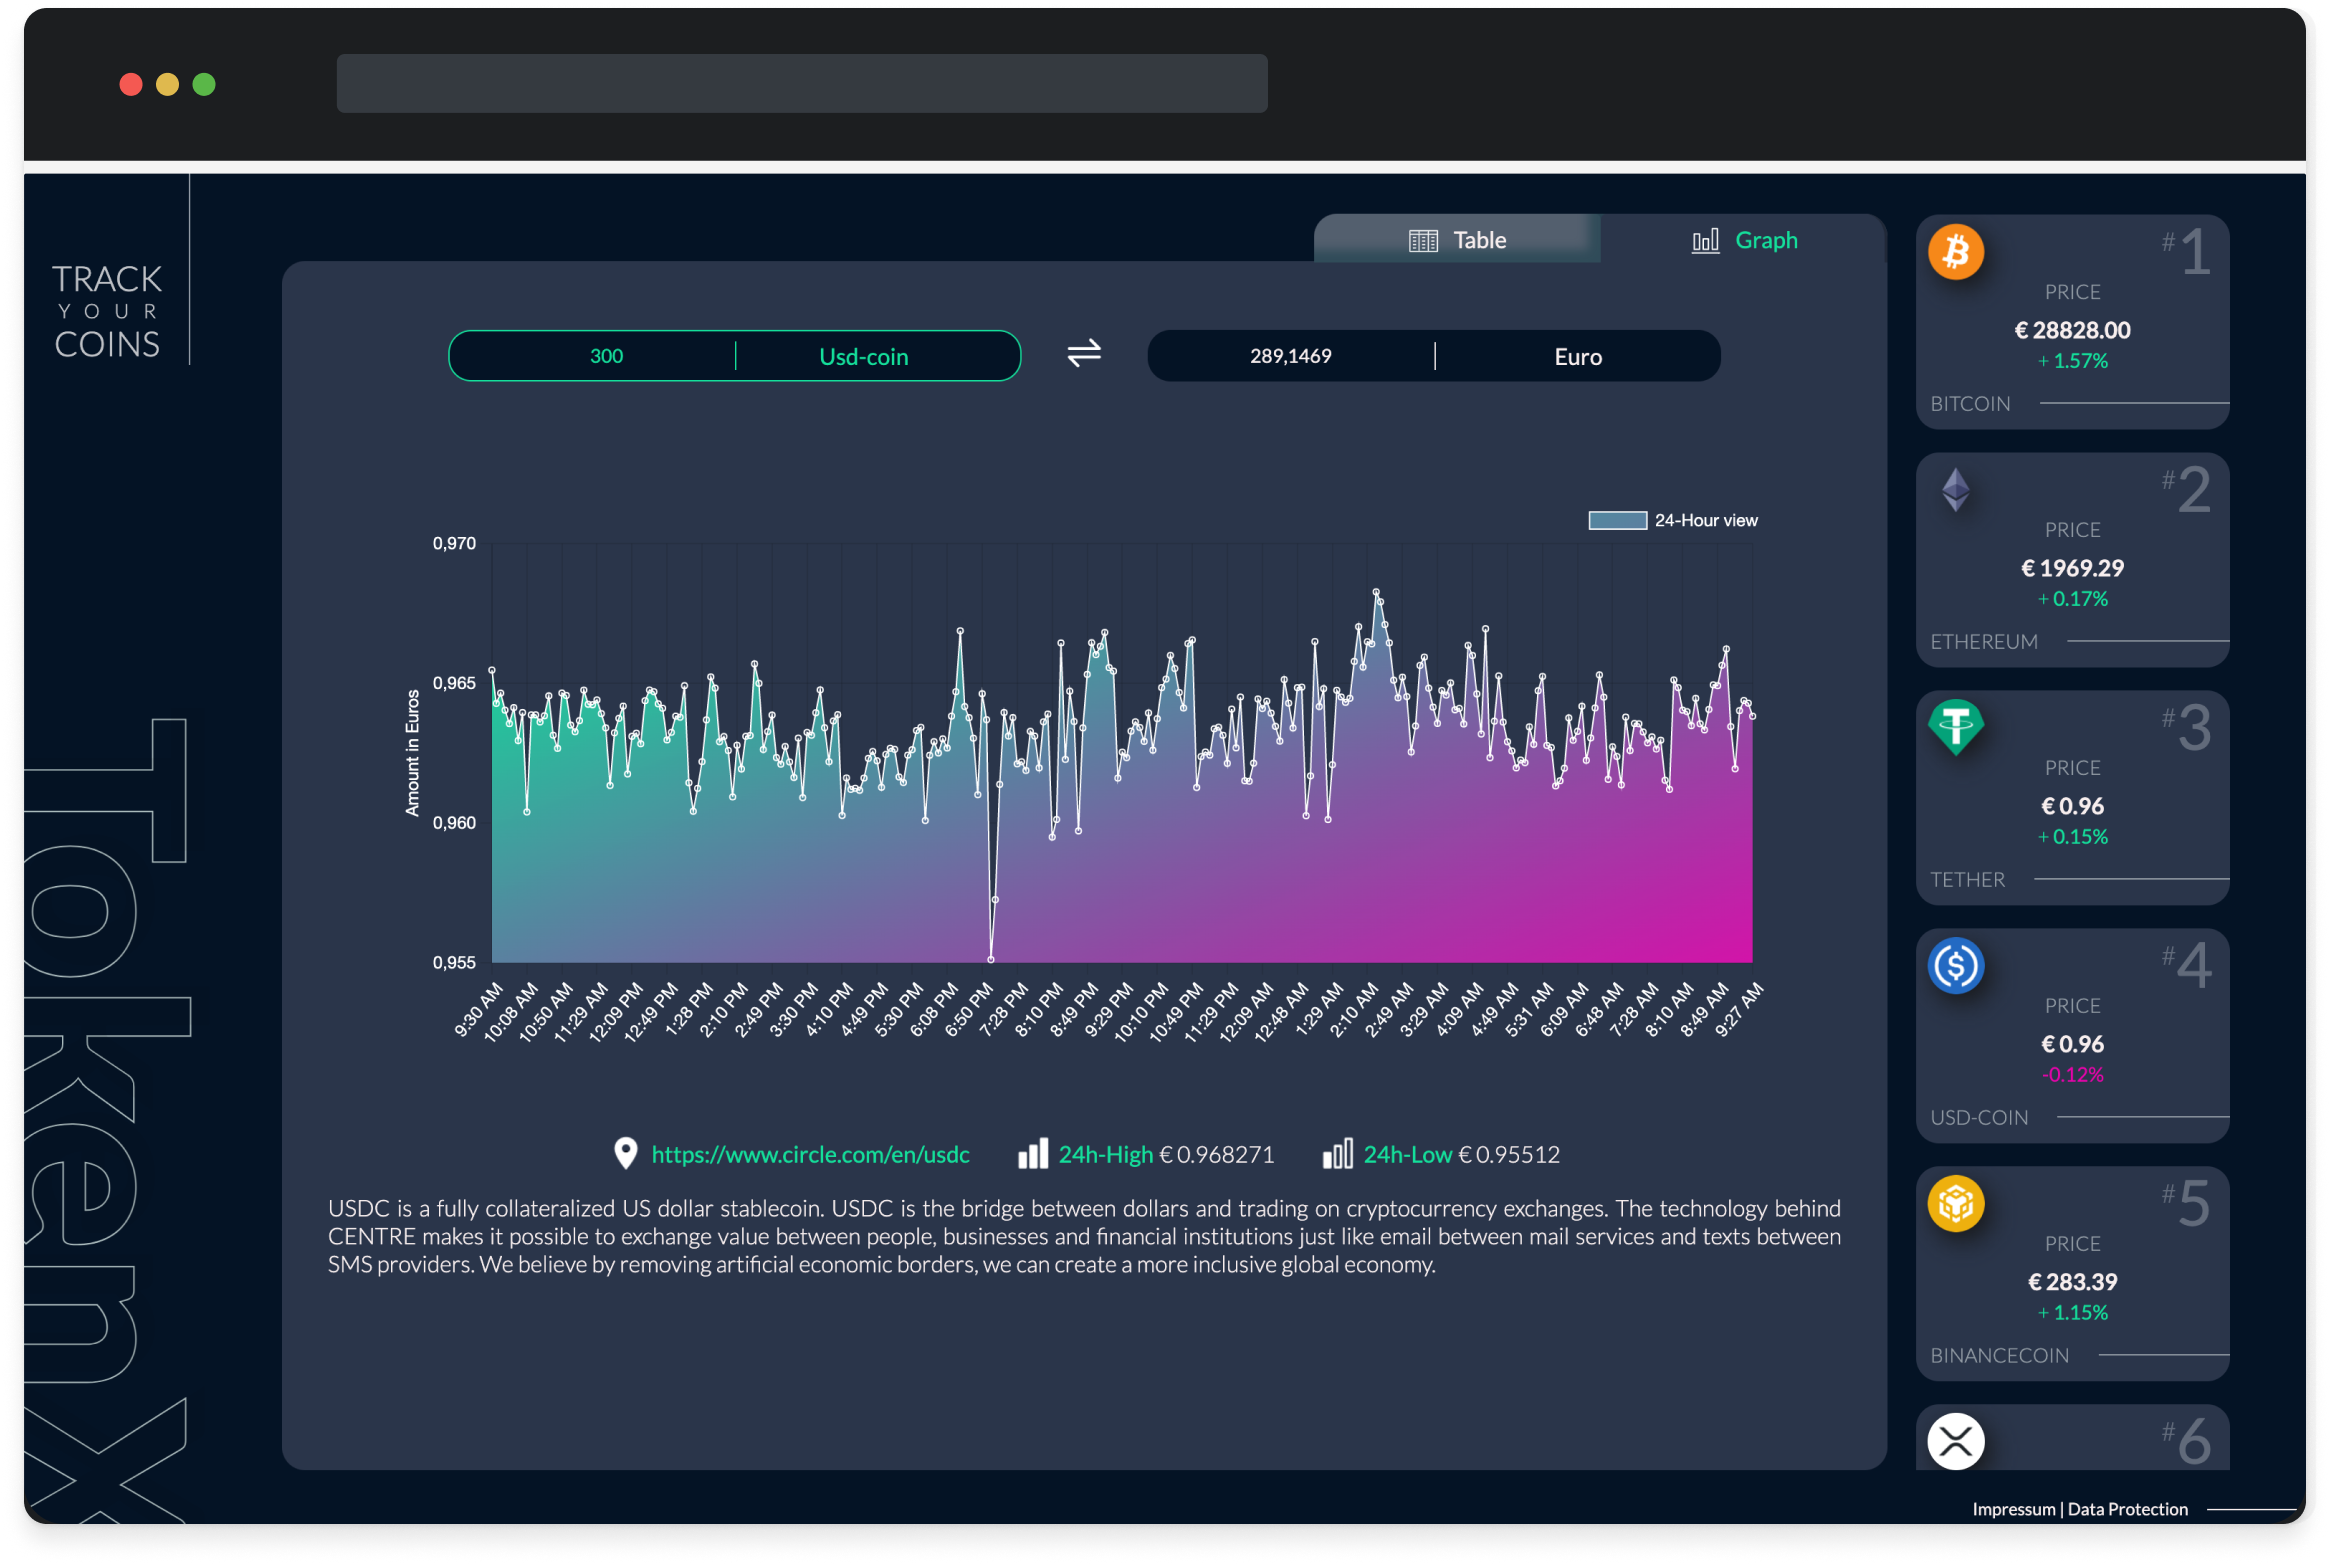 TRACK
YOUR
COINS
TokenX
Table
Graph
300
Usd-coin
289,1469
Euro
24-Hour view
Amount in Euros
0,970
0,965
0,960
0,955
9:30 AM
10:08 AM
10:50 AM
11:29 AM
12:09 PM
12:49 PM
1:28 PM
2:10 PM
2:49 PM
3:30 PM
4:10 PM
4:49 PM
5:30 PM
6:08 PM
6:50 PM
7:28 PM
8:10 PM
8:49 PM
9:29 PM
10:10 PM
10:49 PM
11:29 PM
12:09 AM
12:48 AM
1:29 AM
2:10 AM
2:49 AM
3:29 AM
4:09 AM
4:49 AM
5:31 AM
6:09 AM
6:48 AM
7:28 AM
8:10 AM
8:49 AM
9:27 AM
https://www.circle.com/en/usdc
24h-High € 0.968271
24h-Low € 0.95512
USDC is a fully collateralized US dollar stablecoin. USDC is the bridge between dollars and trading on cryptocurrency exchanges. The technology behind
CENTRE makes it possible to exchange value between people, businesses and financial institutions just like email between mail services and texts between
SMS providers. We believe by removing artificial economic borders, we can create a more inclusive global economy.
#1
PRICE
€ 28828.00
+ 1.57%
BITCOIN
#2
PRICE
€ 1969.29
+ 0.17%
ETHEREUM
#3
PRICE
€ 0.96
+ 0.15%
TETHER
#4
PRICE
€ 0.96
-0.12%
USD-COIN
#5
PRICE
€ 283.39
+ 1.15%
BINANCECOIN
#6
Impressum | Data Protection